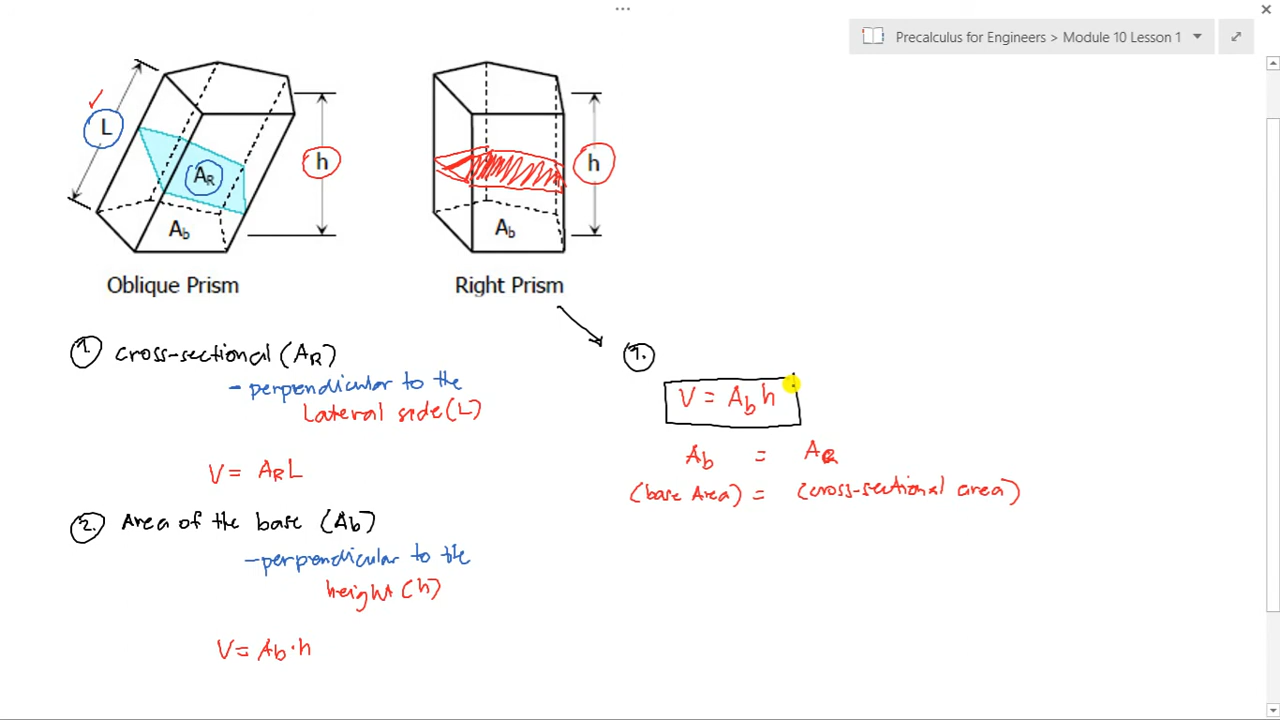 Precalculus for Engineers > Module 10 Lesson 1
L
AR
h
Ab
Oblique Prism
h
Ab
Right Prism
1. cross-sectional (AR)
- perpendicular to the
Lateral side (L)
V = ARL
2. Area of the base (Ab)
- perpendicular to the
height (h)
V = Ab · h
1.
V = Ab h
Ab = AR
(base Area) = (cross-sectional area)